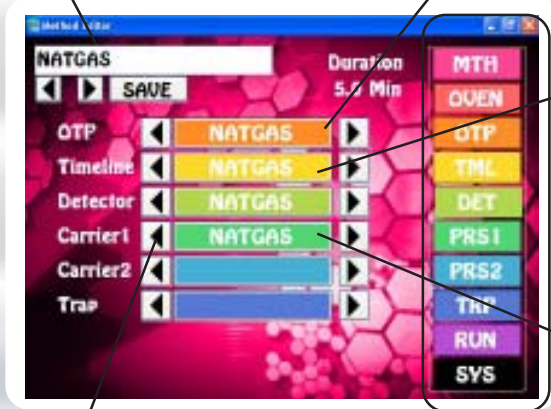 Method Editor
NATGAS
Duration
SAVE
5.0 Min
OTP NATGAS
Timeline NATGAS
Detector NATGAS
Carrier1 NATGAS
Carrier2
Trap
MTH
OVEN
OTP
TML
DET
PRS1
PRS2
TRP
RUN
SYS